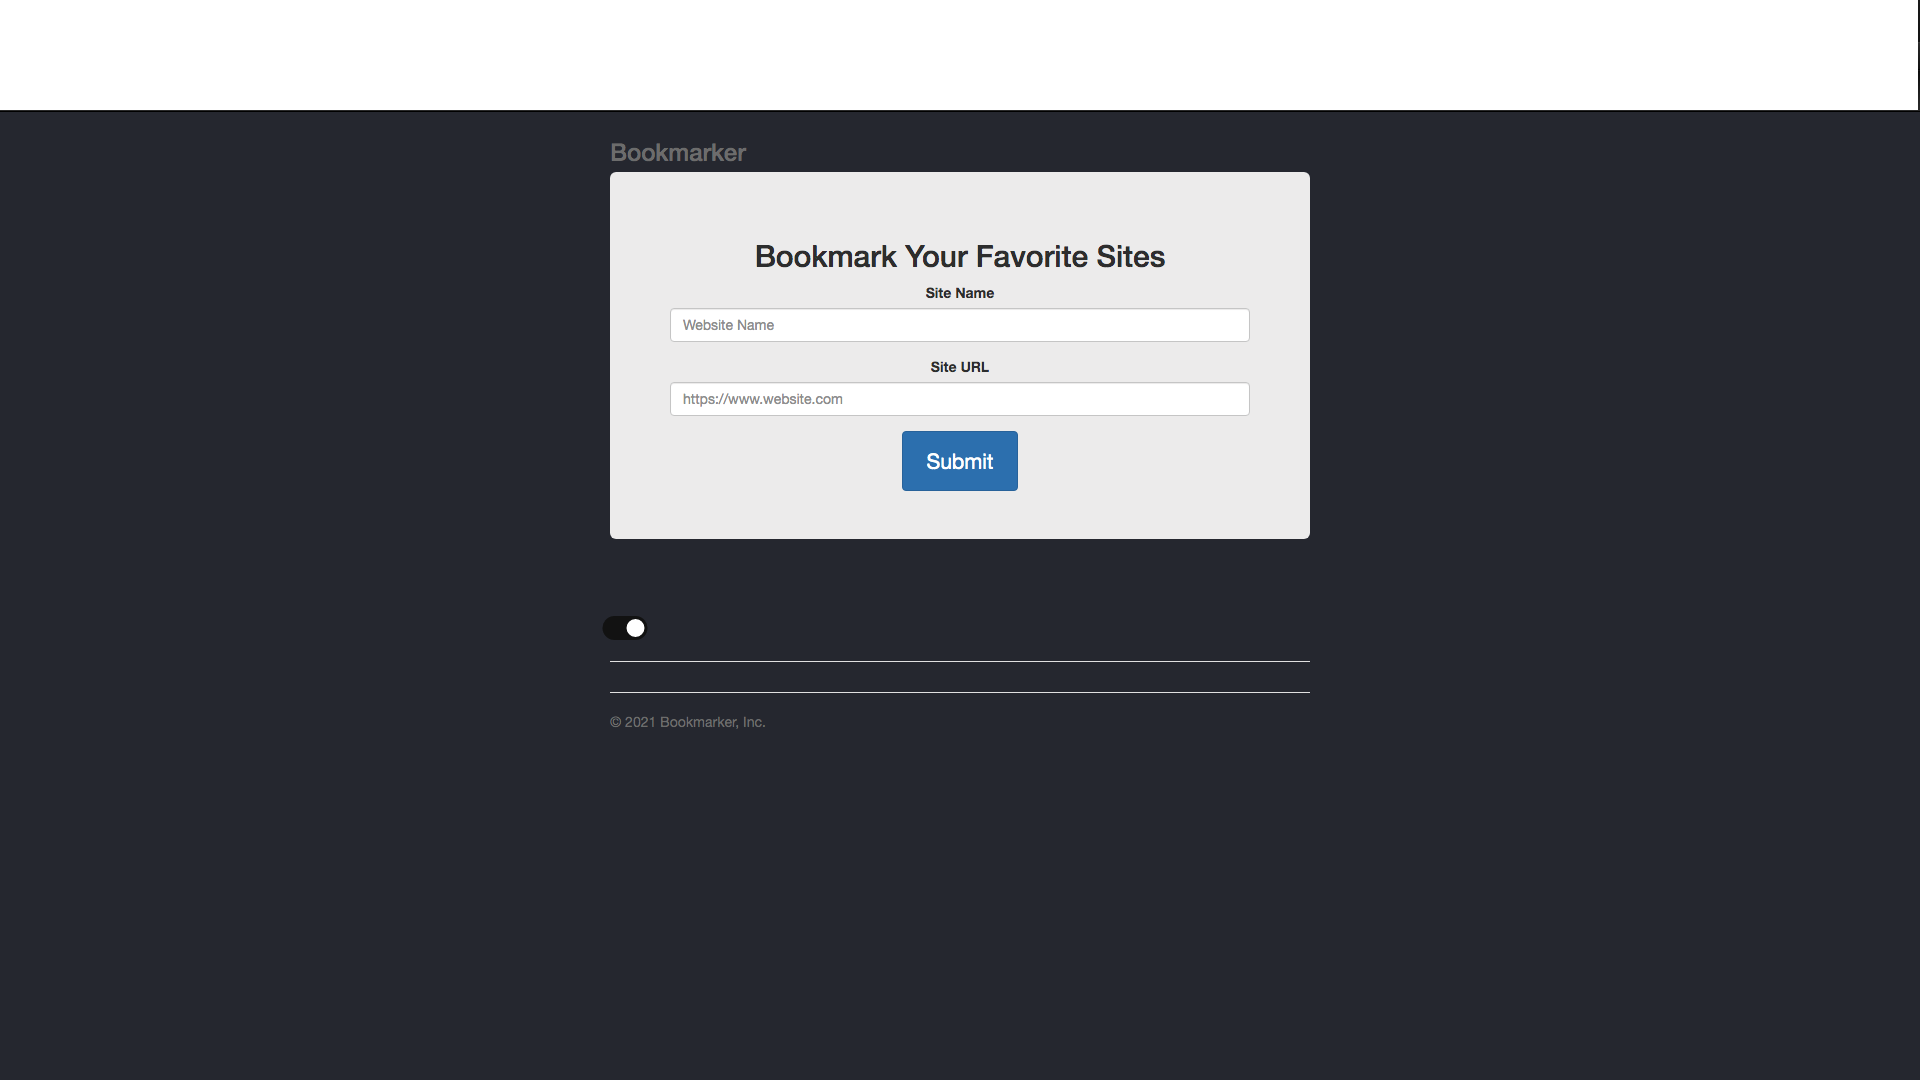 Bookmarker
Bookmark Your Favorite Sites
Site Name
Website Name
Site URL
https://www.website.com
Submit
© 2021 Bookmarker, Inc.